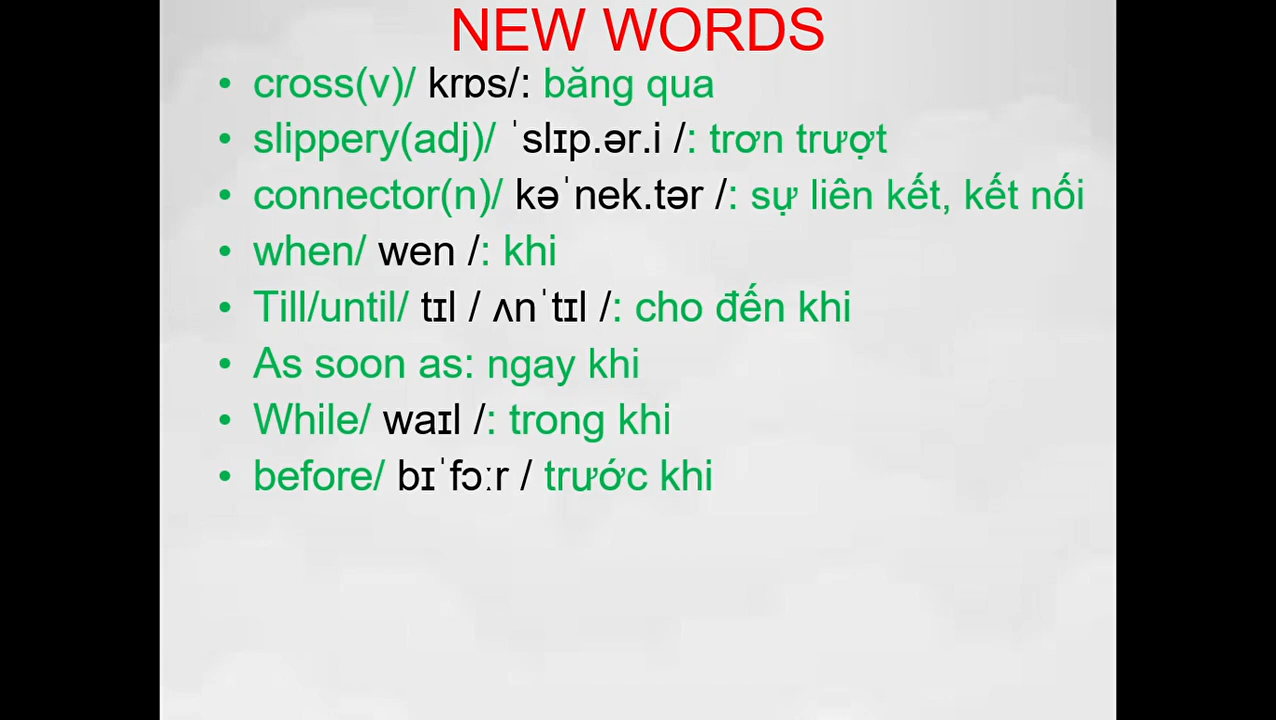 NEW WORDS
• cross(v)/ krɒs/: băng qua
• slippery(adj)/ ˈslɪp.ər.i /: trơn trượt
• connector(n)/ kəˈnek.tər /: sự liên kết, kết nối
• when/ wen /: khi
• Till/until/ tɪl / ʌnˈtɪl /: cho đến khi
• As soon as: ngay khi
• While/ waɪl /: trong khi
• before/ bɪˈfɔːr / trước khi